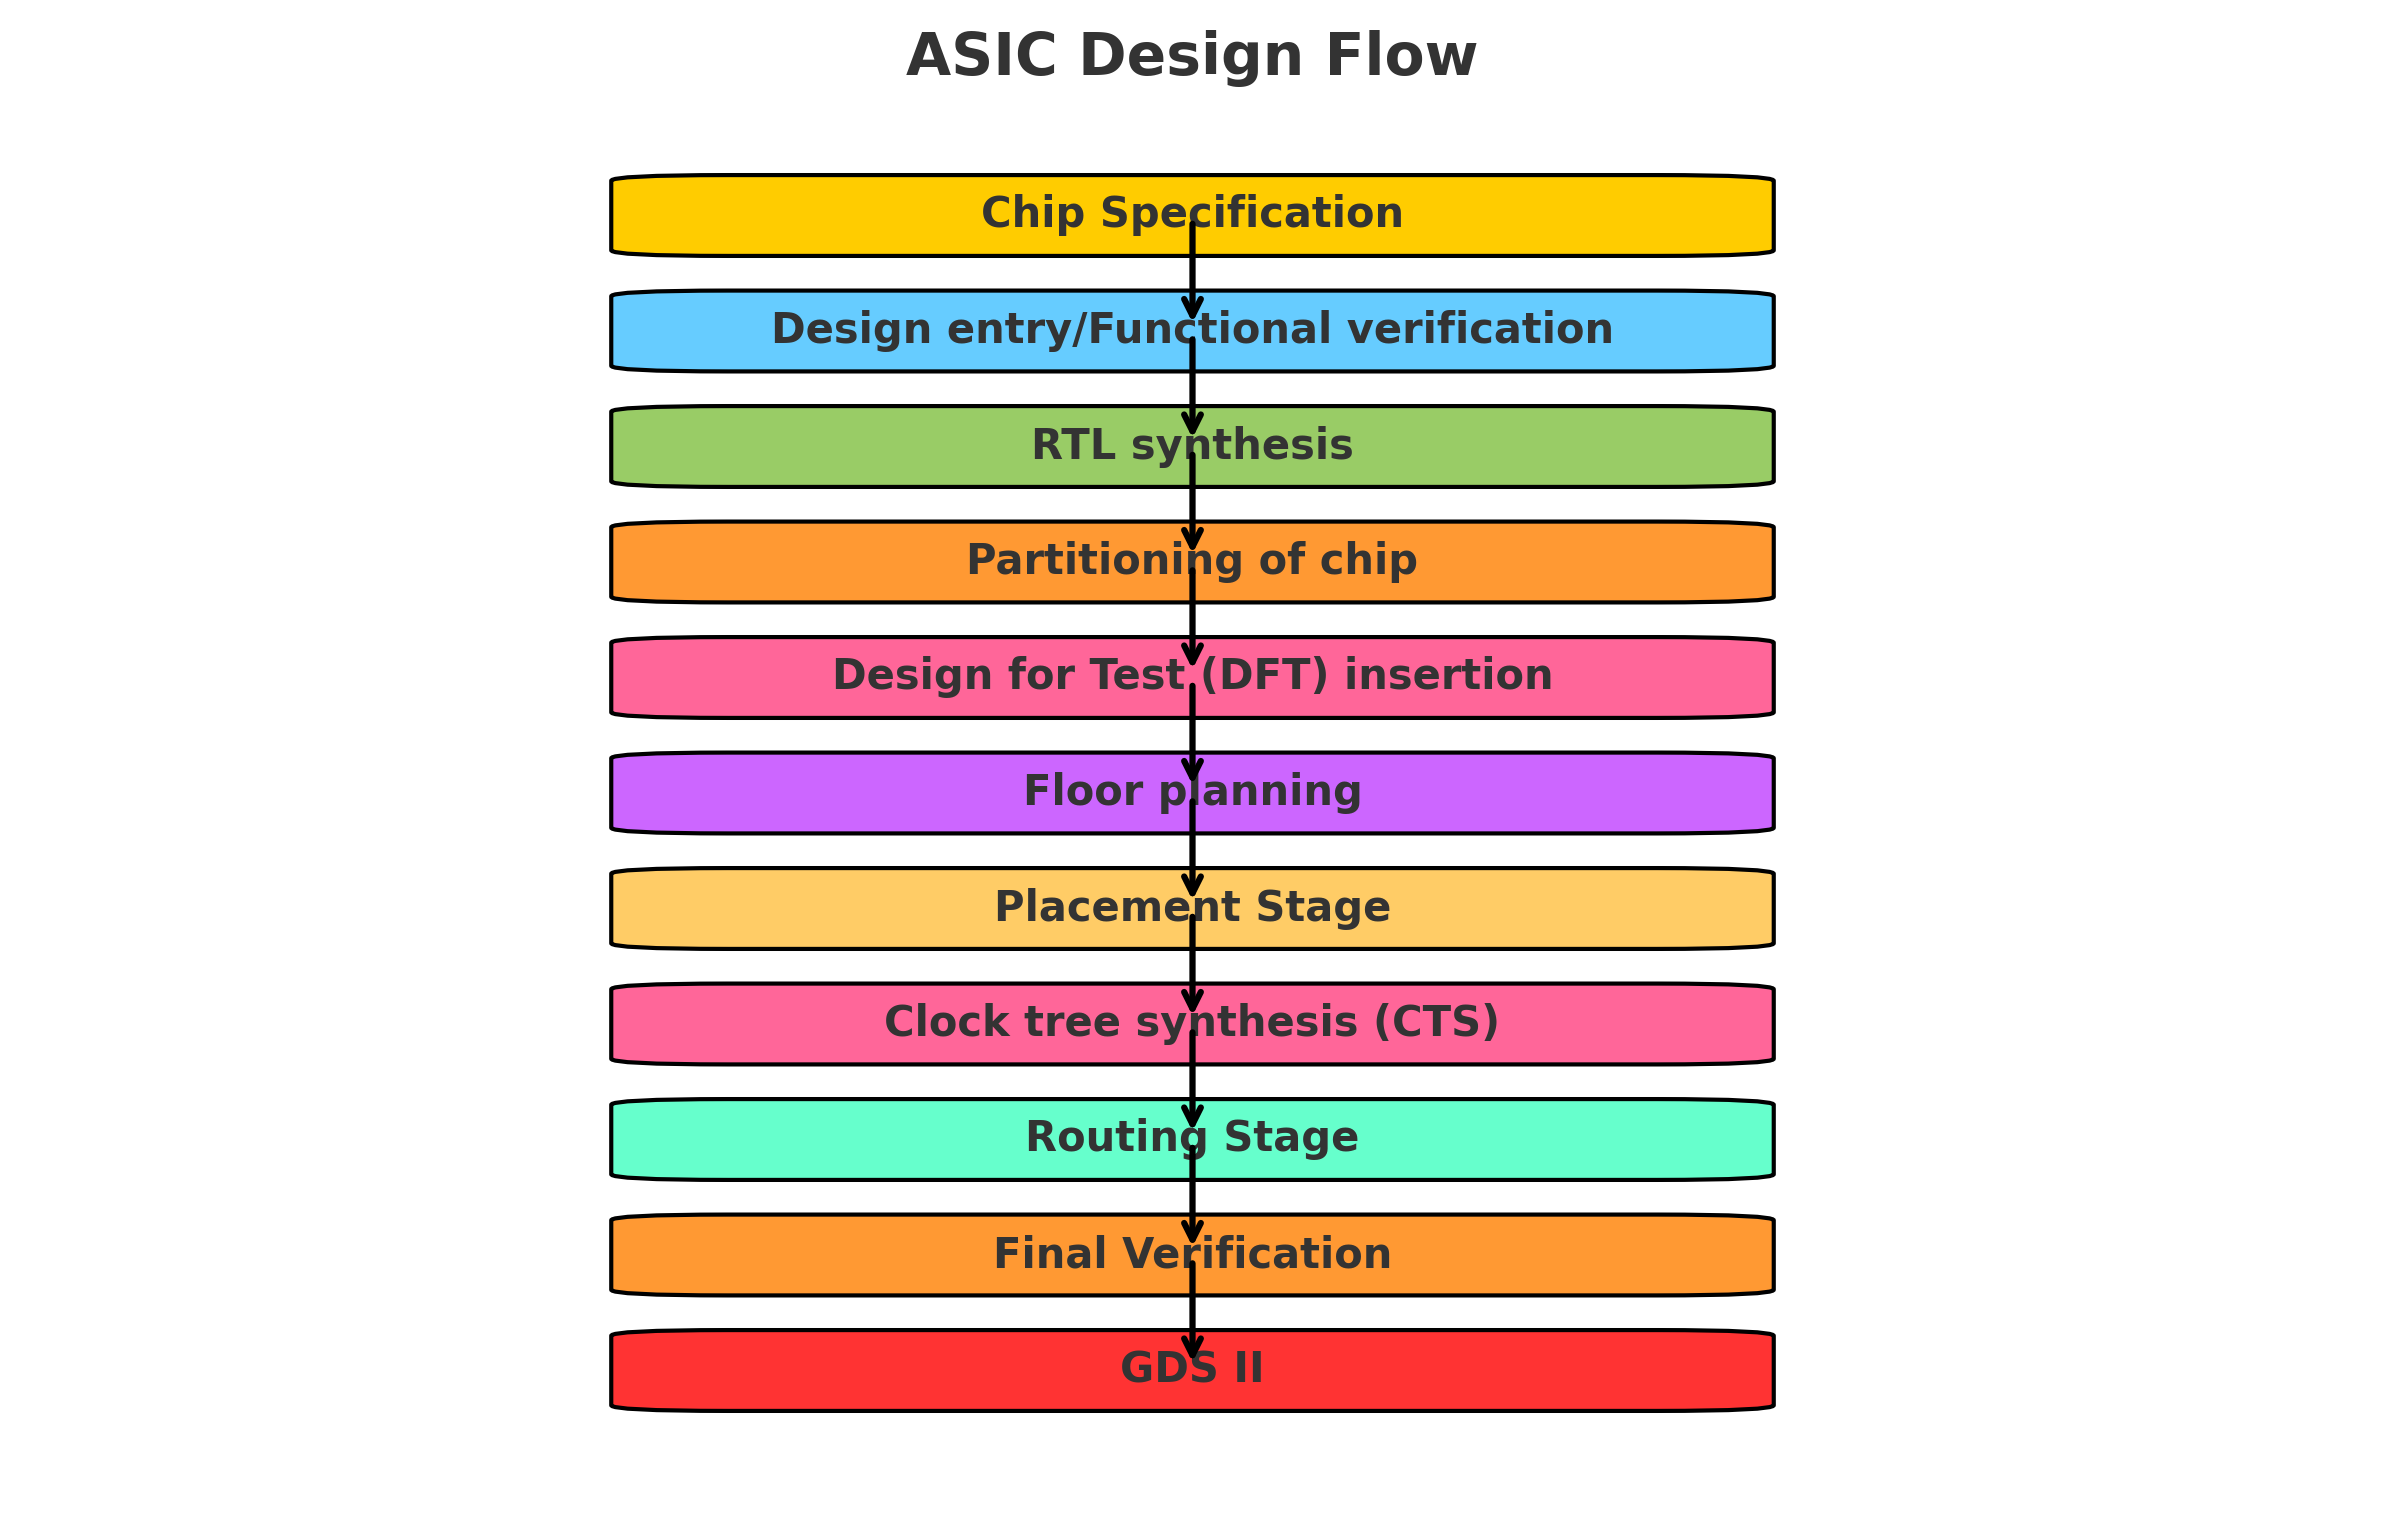 ASIC Design Flow
Chip Specification
Design entry/Functional verification
RTL synthesis
Partitioning of chip
Design for Test (DFT) insertion
Floor planning
Placement Stage
Clock tree synthesis (CTS)
Routing Stage
Final Verification
GDS II